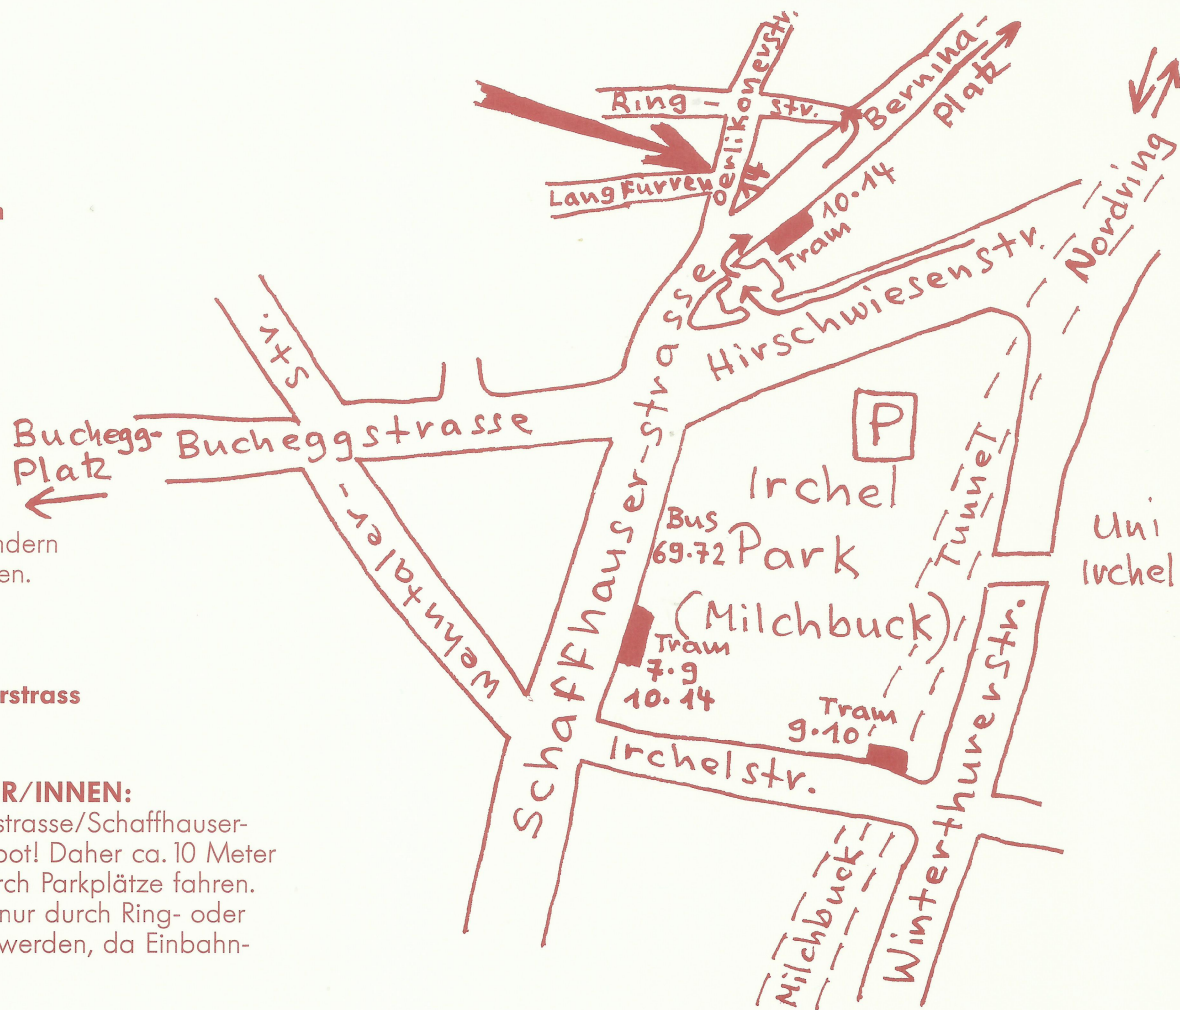 Oerlikonerstr.
Bernina-
Platz
Ring-
str.
Langfurren
14
10·14
Tram
Nordring
Hirschwiesenstr.
Str.
Bucheggstrasse
Buchegg-
Platz
Schaffhauser-strasse
P
Irchel
Park
(Milchbuck)
Bus
69·72
Tunnel
Uni
Irchel
Wehntaler-
Tram
7·9
10·14
Tram
9·10
Irchelstr.
Winterthurerstr.
Milchbuck
n
ndern
en.
rstrass
R/INNEN:
strasse/Schaffhauser-
bot! Daher ca. 10 Meter
rch Parkplätze fahren.
nur durch Ring- oder
werden, da Einbahn-